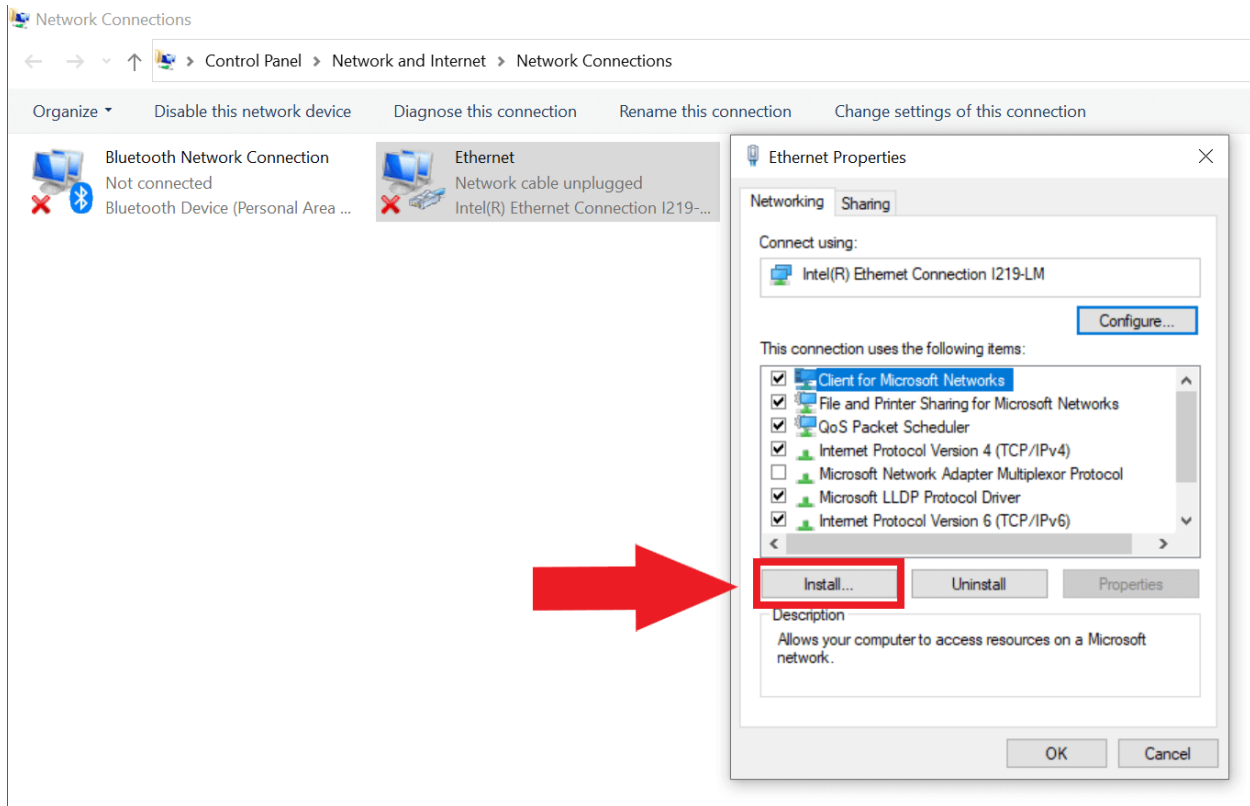 Network Connections
Control Panel > Network and Internet > Network Connections
Organize
Disable this network device
Diagnose this connection
Rename this connection
Change settings of this connection
Bluetooth Network Connection
Not connected
Bluetooth Device (Personal Area ...
Ethernet
Network cable unplugged
Intel(R) Ethernet Connection I219-...
Ethernet Properties
Networking
Sharing
Connect using:
Intel(R) Ethernet Connection I219-LM
Configure...
This connection uses the following items:
Client for Microsoft Networks
File and Printer Sharing for Microsoft Networks
QoS Packet Scheduler
Internet Protocol Version 4 (TCP/IPv4)
Microsoft Network Adapter Multiplexor Protocol
Microsoft LLDP Protocol Driver
Internet Protocol Version 6 (TCP/IPv6)
Install...
Uninstall
Properties
Description
Allows your computer to access resources on a Microsoft
network.
OK
Cancel